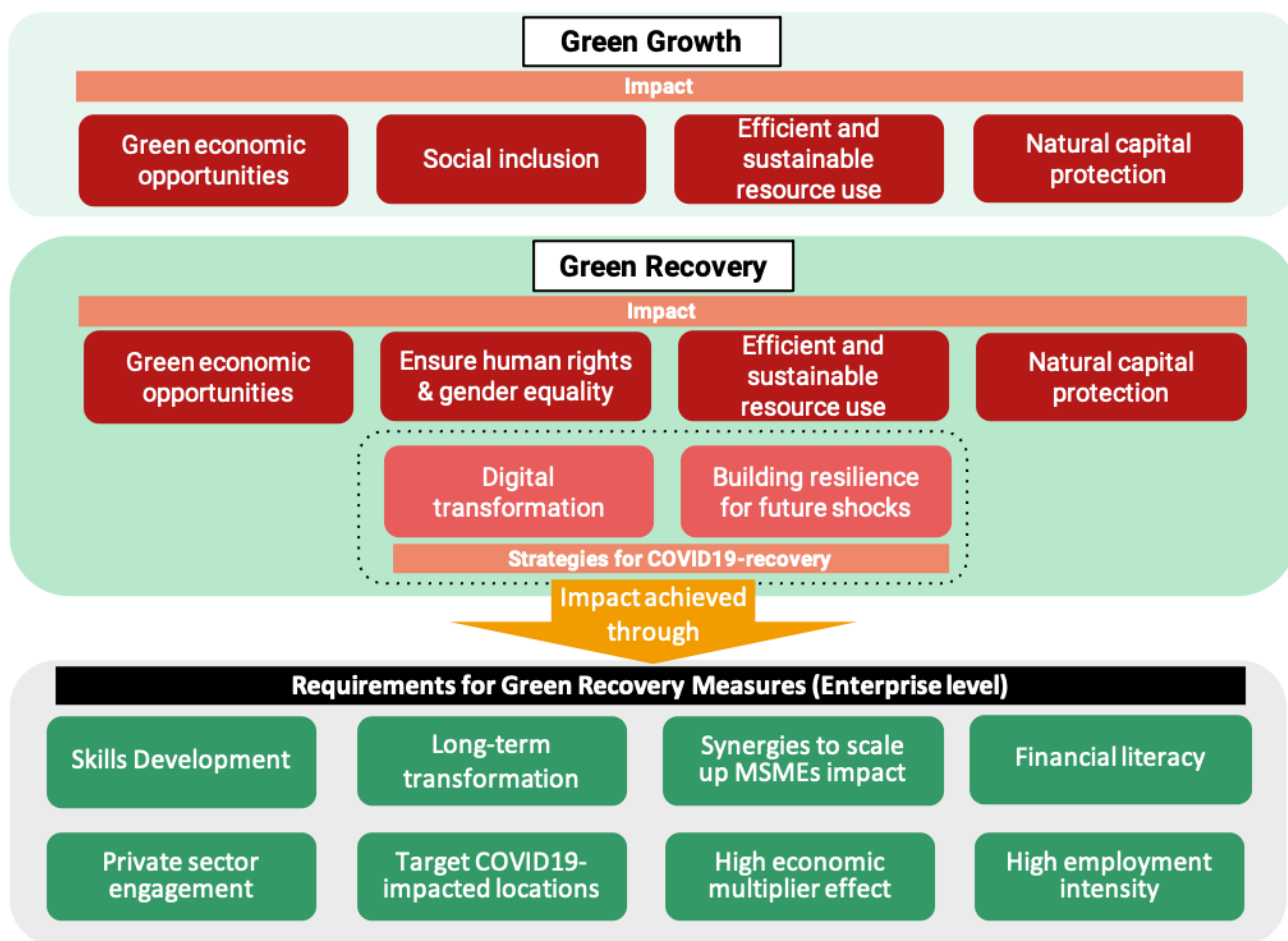 Green Growth
Impact
Green economic
opportunities
Social inclusion
Efficient and
sustainable
resource use
Natural capital
protection
Green Recovery
Impact
Green economic
opportunities
Ensure human rights
& gender equality
Efficient and
sustainable
resource use
Natural capital
protection
Digital
transformation
Building resilience
for future shocks
Strategies for COVID19-recovery
Impact achieved
through
Requirements for Green Recovery Measures (Enterprise level)
Skills Development
Long-term
transformation
Synergies to scale
up MSMEs impact
Financial literacy
Private sector
engagement
Target COVID19-
impacted locations
High economic
multiplier effect
High employment
intensity